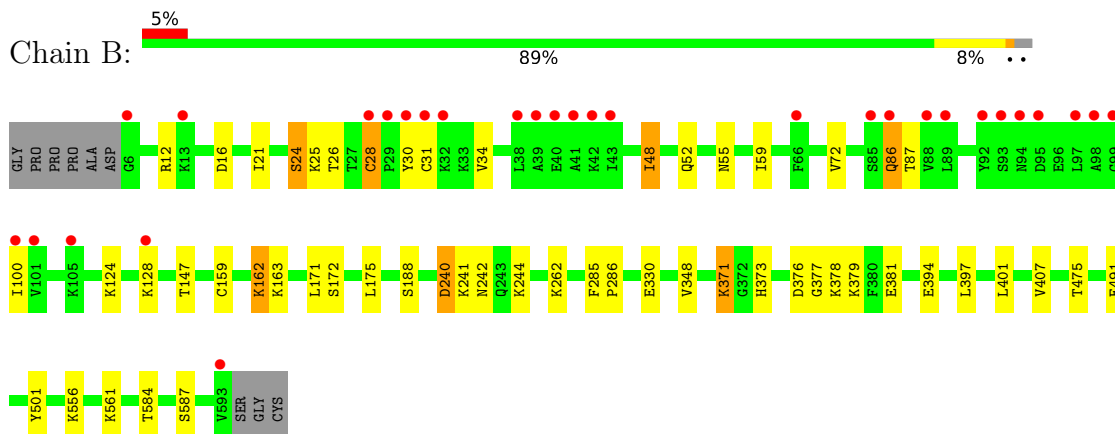 5%
Chain B:
89% 8% • •
GLY PRO PRO PRO ALA ASP G6 R12 K13 D16 I21 S24 K25 T26 T27 C28 P29 Y30 C31 K32 K33 V34 L38 A39 E40 A41 K42 I43 I48 Q52 N55 I59 F66 V72 S85 Q86 T87 V88 L89 Y92 S93 N94 D95 E96 L97 A98
I100 V101 K105 K124 K128 T147 C159 K162 K163 L171 S172 L175 S188 D240 K241 N242 Q243 K244 K262 F285 P286 E330 V348 K371 G372 H373 D376 G377 K378 K379 F380 E381 E394 L397 L401 V407 T475
Y501 K556 K561 T584 S587 V593 SER GLY CYS